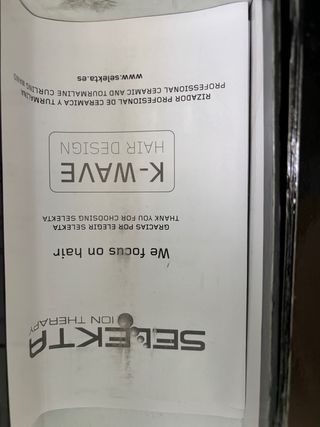 SELEKTA
ION THERAPY
We focus on hair
GRACIAS POR ELEGIR SELEKTA
THANK YOU FOR CHOOSING SELEKTA
K-WAVE
HAIR DESIGN
RIZADOR PROFESIONAL DE CERÁMICA Y TURMALINA
PROFESSIONAL CERAMIC AND TOURMALINE CURLING WAND
www.selekta.es